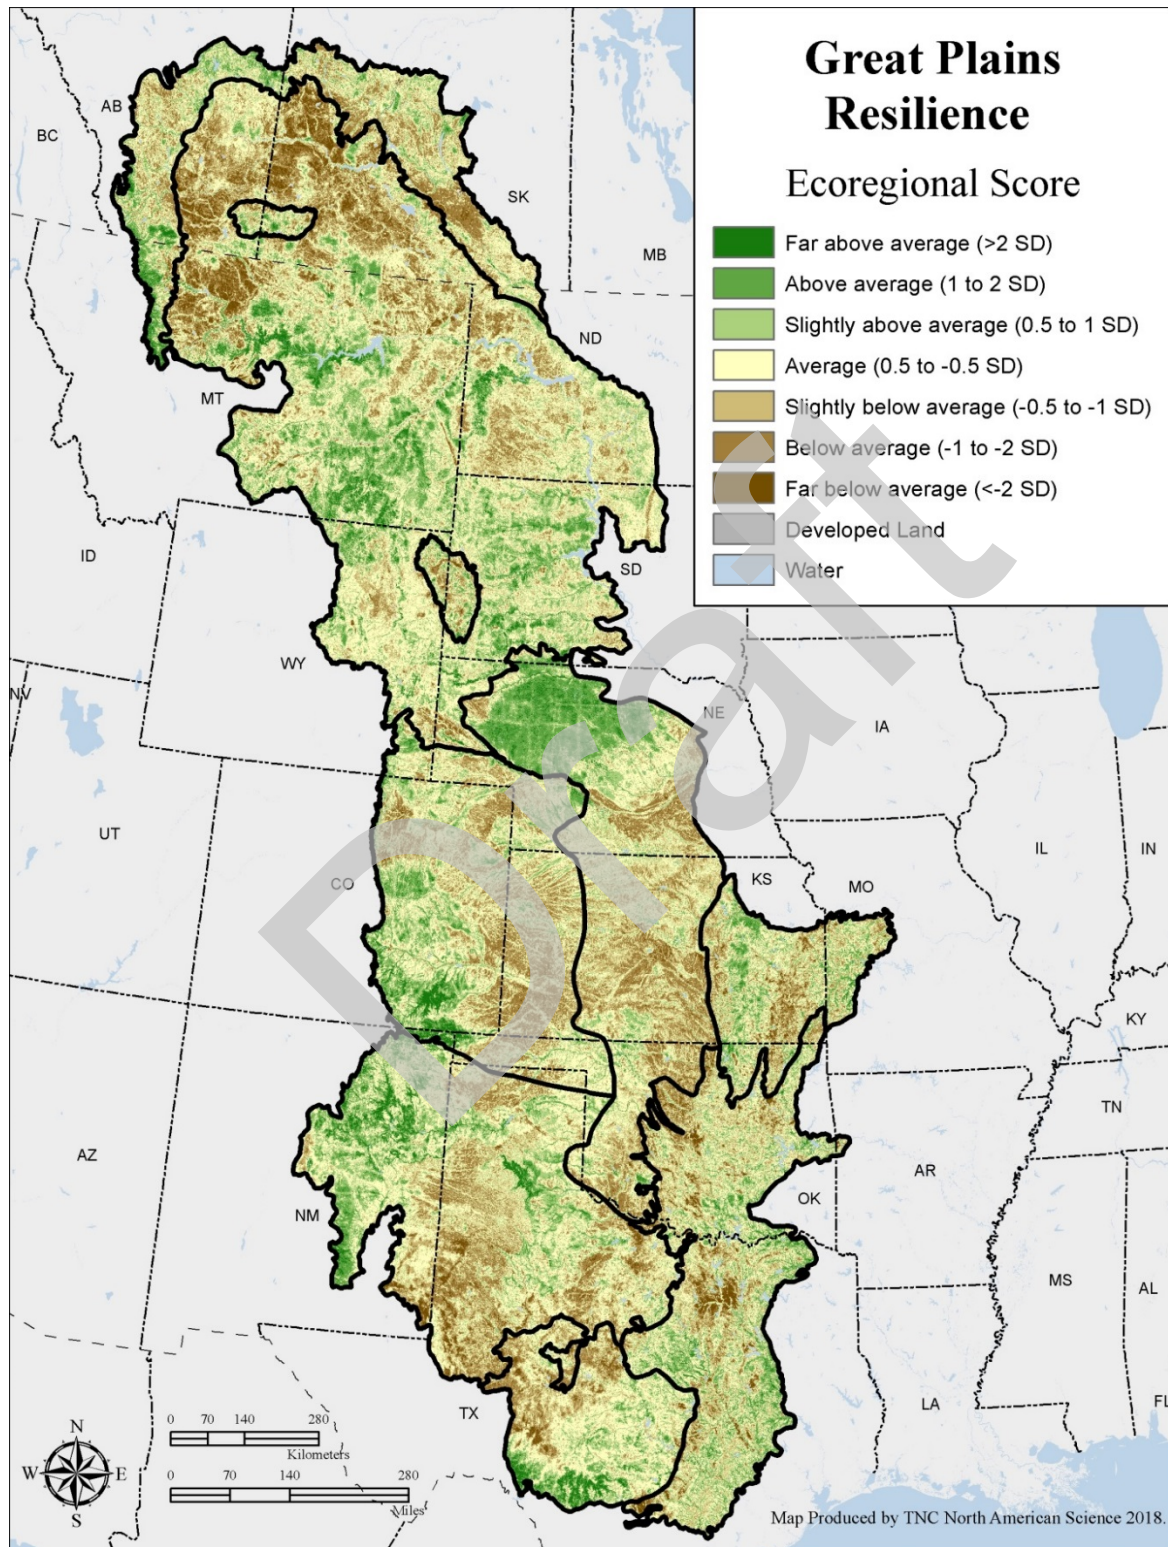 Great Plains
Resilience
Ecoregional Score
Far above average (>2 SD)
Above average (1 to 2 SD)
Slightly above average (0.5 to 1 SD)
Average (0.5 to -0.5 SD)
Slightly below average (-0.5 to -1 SD)
Below average (-1 to -2 SD)
Far below average (<-2 SD)
Developed Land
Water
AB
BC
SK
MB
ND
MT
ID
SD
WY
NV
NE
IA
UT
IL
IN
CO
KS
MO
KY
TN
AZ
AR
OK
NM
MS
AL
TX
LA
FL
Draft
N
W E
S
0 70 140 280
Kilometers
0 70 140 280
Miles
Map Produced by TNC North American Science 2018.